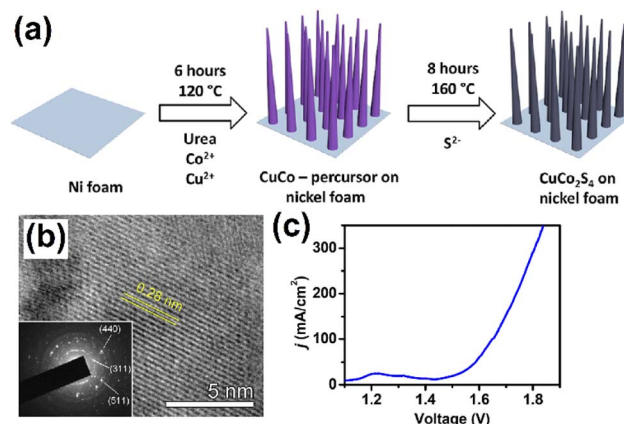 (a)
6 hours
120 °C
Urea
Co2+
Cu2+
Ni foam
CuCo – percursor on
nickel foam
8 hours
160 °C
S2-
CuCo2S4 on
nickel foam
(b)
0.28 nm
(440)
(311)
(511)
5 nm
(c)
j (mA/cm2)
300
200
100
0
1.2 1.4 1.6 1.8
Voltage (V)